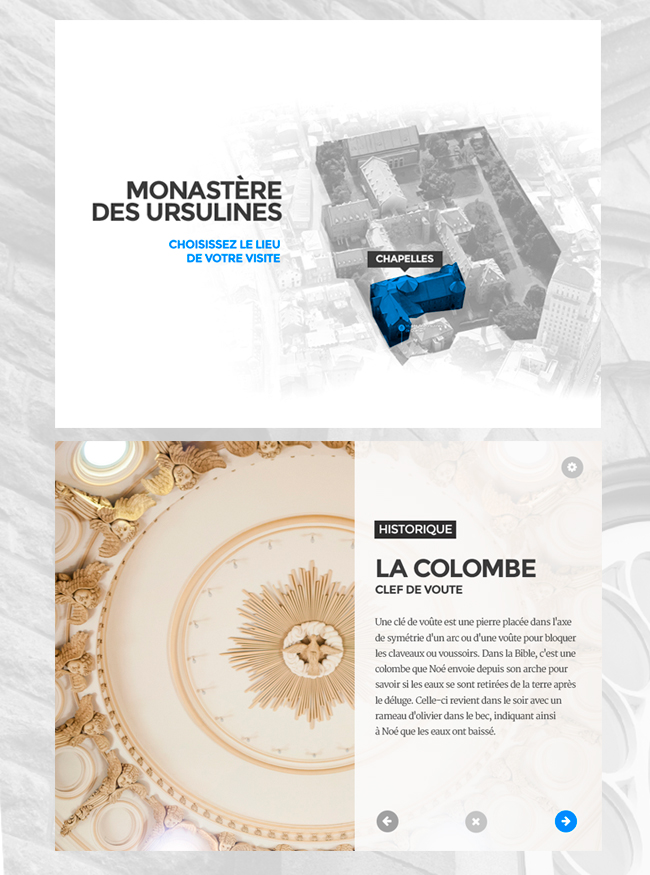 MONASTÈRE
DES URSULINES
CHOISISSEZ LE LIEU
DE VOTRE VISITE
CHAPELLES
HISTORIQUE
LA COLOMBE
CLEF DE VOUTE
Une clé de voûte est une pierre placée dans l'axe
de symétrie d'un arc ou d'une voûte pour bloquer
les claveaux ou voussoirs. Dans la Bible, c'est une
colombe que Noé envoie depuis son arche pour
savoir si les eaux se sont retirées de la terre après
le déluge. Celle-ci revient dans le soir avec un
rameau d'olivier dans le bec, indiquant ainsi
à Noé que les eaux ont baissé.